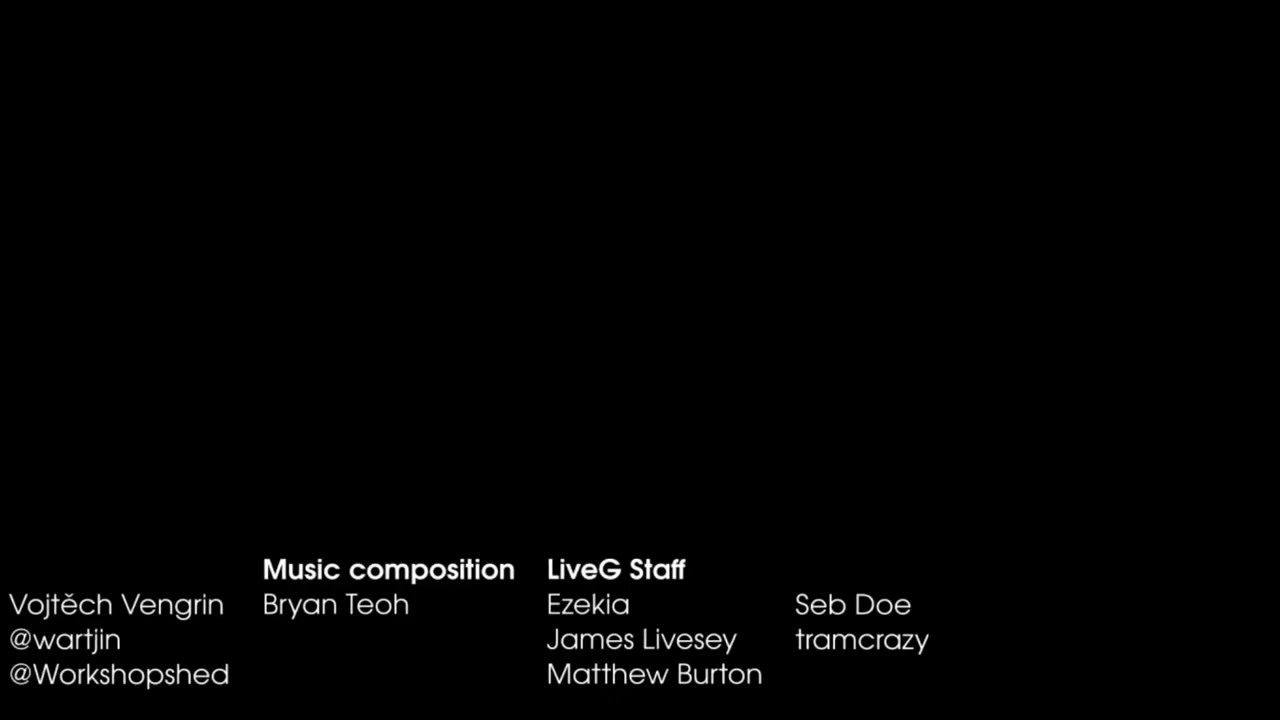 Vojtěch Vengrin
@wartjin
@Workshopshed
Music composition
Bryan Teoh
LiveG Staff
Ezekia
James Livesey
Matthew Burton
Seb Doe
tramcrazy